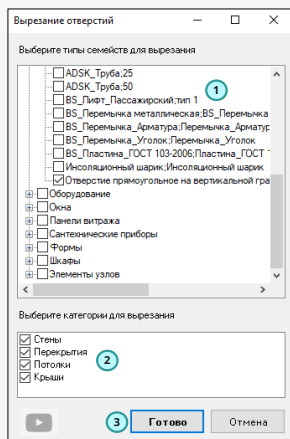 Вырезание отверстий
Выберите типы семейств для вырезания
ADSK_Труба;25
ADSK_Труба;50
BS_Лифт_Пассажирский;тип 1
BS_Перемычка металлическая;BS_Перемычка
BS_Перемычка_Арматура;Перемычка_Арматур
BS_Перемычка_Уголок;Перемычка_Уголок
BS_Пластина_ГОСТ 103-2006;Пластина_ГОСТ 1
Инсоляционный шарик;Инсоляционный шарик
Отверстие прямоугольное на вертикальной гра
Оборудование
Окна
Панели витража
Сантехнические приборы
Формы
Шкафы
Элементы узлов
1
Выберите категории для вырезания
Стены
Перекрытия
Потолки
Крыши
2
3
Готово
Отмена